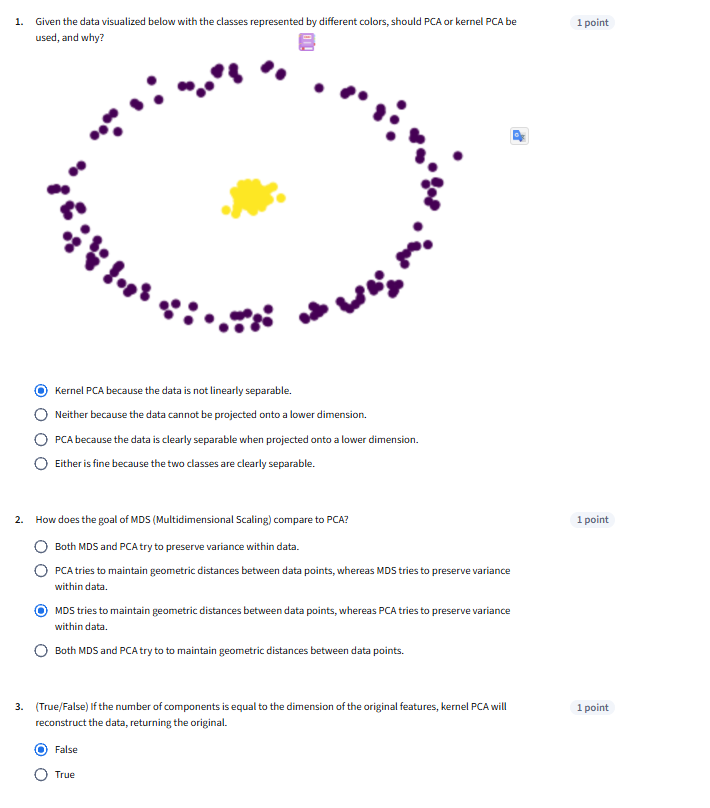 1. Given the data visualized below with the classes represented by different colors, should PCA or kernel PCA be 1 point
used, and why?
Kernel PCA because the data is not linearly separable.
Neither because the data cannot be projected onto a lower dimension.
PCA because the data is clearly separable when projected onto a lower dimension.
Either is fine because the two classes are clearly separable.
2. How does the goal of MDS (Multidimensional Scaling) compare to PCA? 1 point
Both MDS and PCA try to preserve variance within data.
PCA tries to maintain geometric distances between data points, whereas MDS tries to preserve variance
within data.
MDS tries to maintain geometric distances between data points, whereas PCA tries to preserve variance
within data.
Both MDS and PCA try to to maintain geometric distances between data points.
3. (True/False) If the number of components is equal to the dimension of the original features, kernel PCA will 1 point
reconstruct the data, returning the original.
False
True